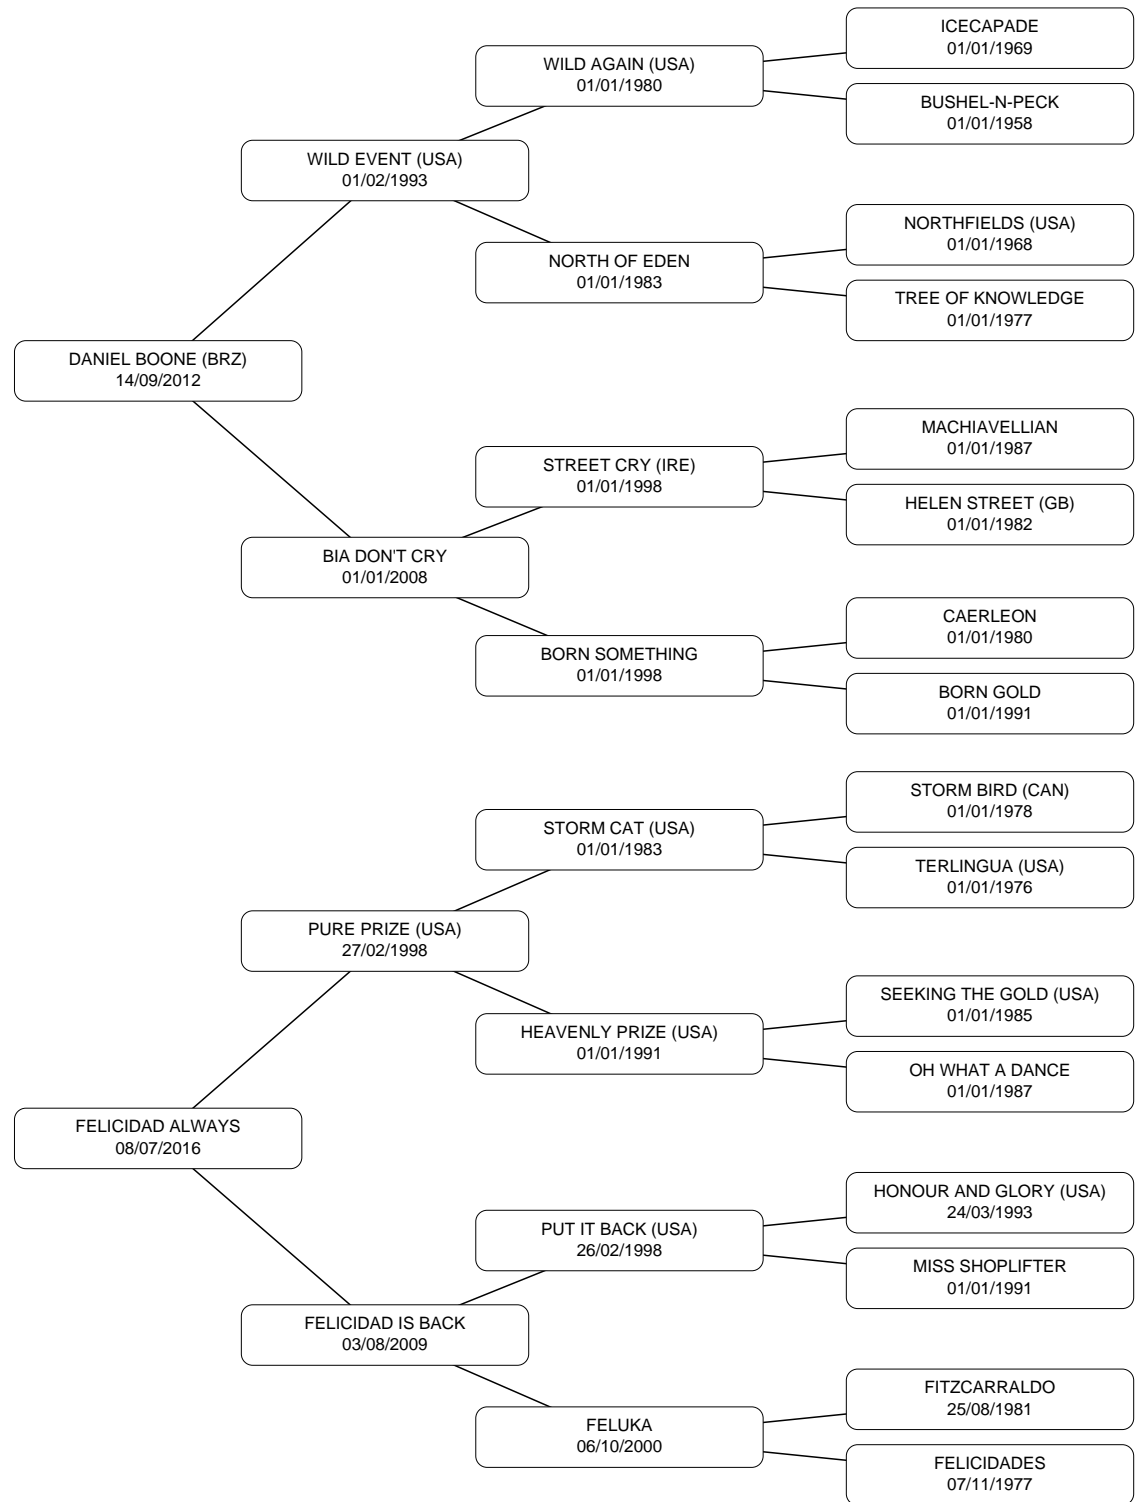 ICECAPADE
01/01/1969
WILD AGAIN (USA)
01/01/1980
BUSHEL-N-PECK
01/01/1958
WILD EVENT (USA)
01/02/1993
NORTHFIELDS (USA)
01/01/1968
NORTH OF EDEN
01/01/1983
TREE OF KNOWLEDGE
01/01/1977
DANIEL BOONE (BRZ)
14/09/2012
MACHIAVELLIAN
01/01/1987
STREET CRY (IRE)
01/01/1998
HELEN STREET (GB)
01/01/1982
BIA DON'T CRY
01/01/2008
CAERLEON
01/01/1980
BORN SOMETHING
01/01/1998
BORN GOLD
01/01/1991
STORM BIRD (CAN)
01/01/1978
STORM CAT (USA)
01/01/1983
TERLINGUA (USA)
01/01/1976
PURE PRIZE (USA)
27/02/1998
SEEKING THE GOLD (USA)
01/01/1985
HEAVENLY PRIZE (USA)
01/01/1991
OH WHAT A DANCE
01/01/1987
FELICIDAD ALWAYS
08/07/2016
HONOUR AND GLORY (USA)
24/03/1993
PUT IT BACK (USA)
26/02/1998
MISS SHOPLIFTER
01/01/1991
FELICIDAD IS BACK
03/08/2009
FITZCARRALDO
25/08/1981
FELUKA
06/10/2000
FELICIDADES
07/11/1977